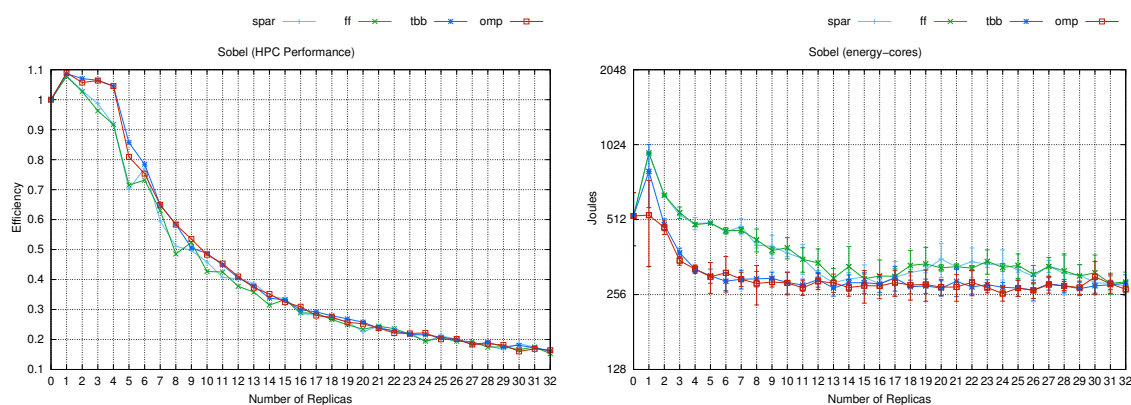 spar ff tbb omp
Sobel (HPC Performance)
1.1
1
0.9
0.8
0.7
0.6
0.5
0.4
0.3
0.2
0.1
Efficiency
0 1 2 3 4 5 6 7 8 9 10 11 12 13 14 15 16 17 18 19 20 21 22 23 24 25 26 27 28 29 30 31 32
Number of Replicas
spar ff tbb omp
Sobel (energy-cores)
2048
1024
512
256
128
Joules
0 1 2 3 4 5 6 7 8 9 10 11 12 13 14 15 16 17 18 19 20 21 22 23 24 25 26 27 28 29 30 31 32
Number of Replicas